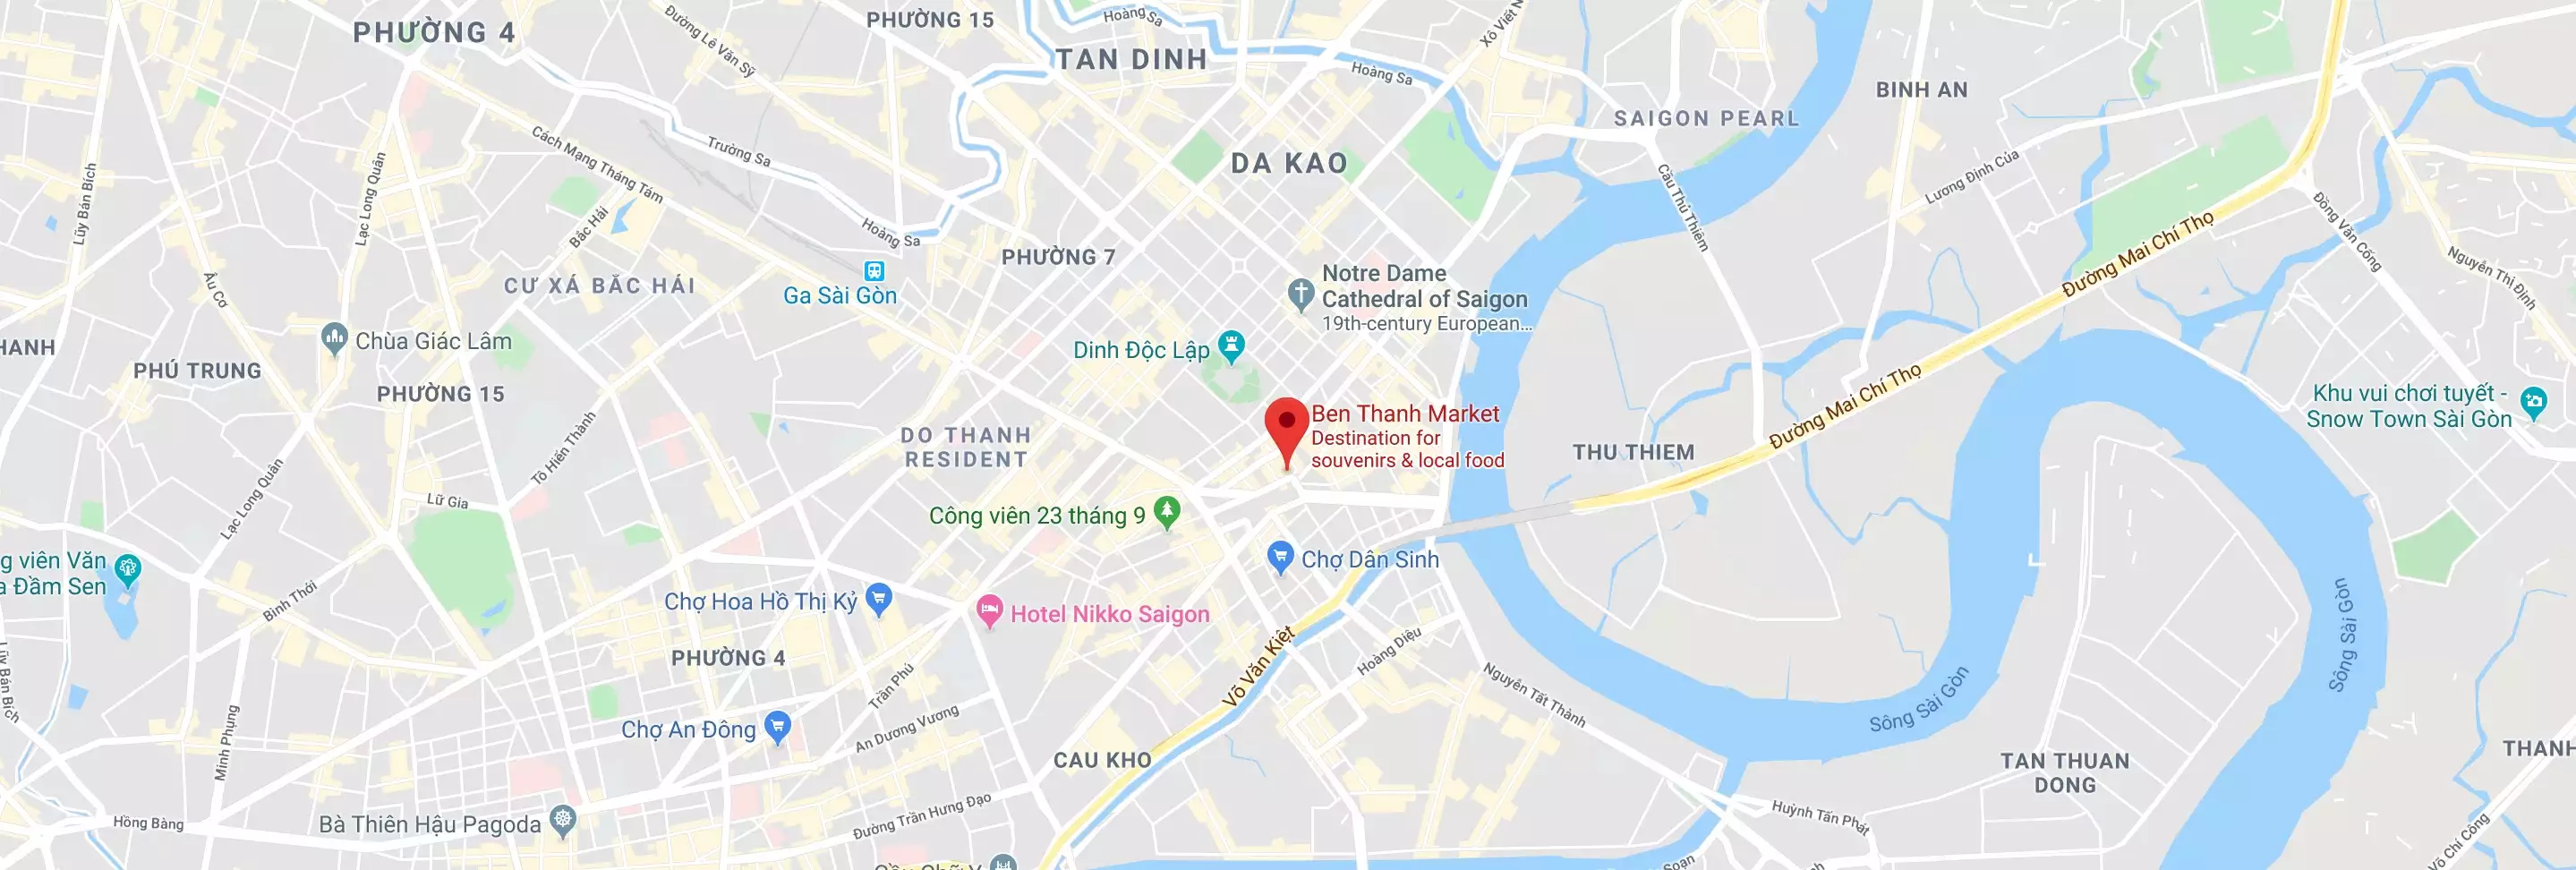 PHƯỜNG 4
Đường Lê Văn Sỹ
PHƯỜNG 15
Hoàng Sa
TAN DINH
Hoàng Sa
Xô Viết N
SAIGON PEARL
BINH AN
Lũy Bán Bích
Lạc Long Quân
Cách Mạng Tháng Tám
Trường Sa
DA KAO
Cầu Thủ Thiêm
Lương Định Của
Đường Mai Chí Thọ
Đồng Văn Cống
Nguyễn Thị Định
Bắc Hải
Hoàng Sa
PHƯỜNG 7
Âu Cơ
CƯ XÁ BẮC HẢI
Ga Sài Gòn
Notre Dame
Cathedral of Saigon
19th-century European...
HANH
PHÚ TRUNG
Chùa Giác Lâm
PHƯỜNG 15
Dinh Độc Lập
Đường Mai Chí Thọ
Khu vui chơi tuyết -
Snow Town Sài Gòn
Tô Hiến Thành
DO THANH
RESIDENT
Ben Thanh Market
Destination for
souvenirs & local food
THU THIEM
Lạc Long Quân
Lữ Gia
Công viên 23 tháng 9
Chợ Dân Sinh
g viên Văn
a Đầm Sen
Bình Thới
Chợ Hoa Hồ Thị Kỷ
Hotel Nikko Saigon
Võ Văn Kiệt
Hoàng Diệu
Sông Sài Gòn
Lũy Bán Bích
PHƯỜNG 4
Trần Phú
Nguyễn Tất Thành
Sông Sài Gòn
Minh Phụng
Chợ An Đông
An Dương Vương
CAU KHO
TAN THUAN
DONG
THANH
Hồng Bàng
Bà Thiên Hậu Pagoda
Đường Trần Hưng Đạo
Huỳnh Tấn Phát
Võ Chí Công
Soạn